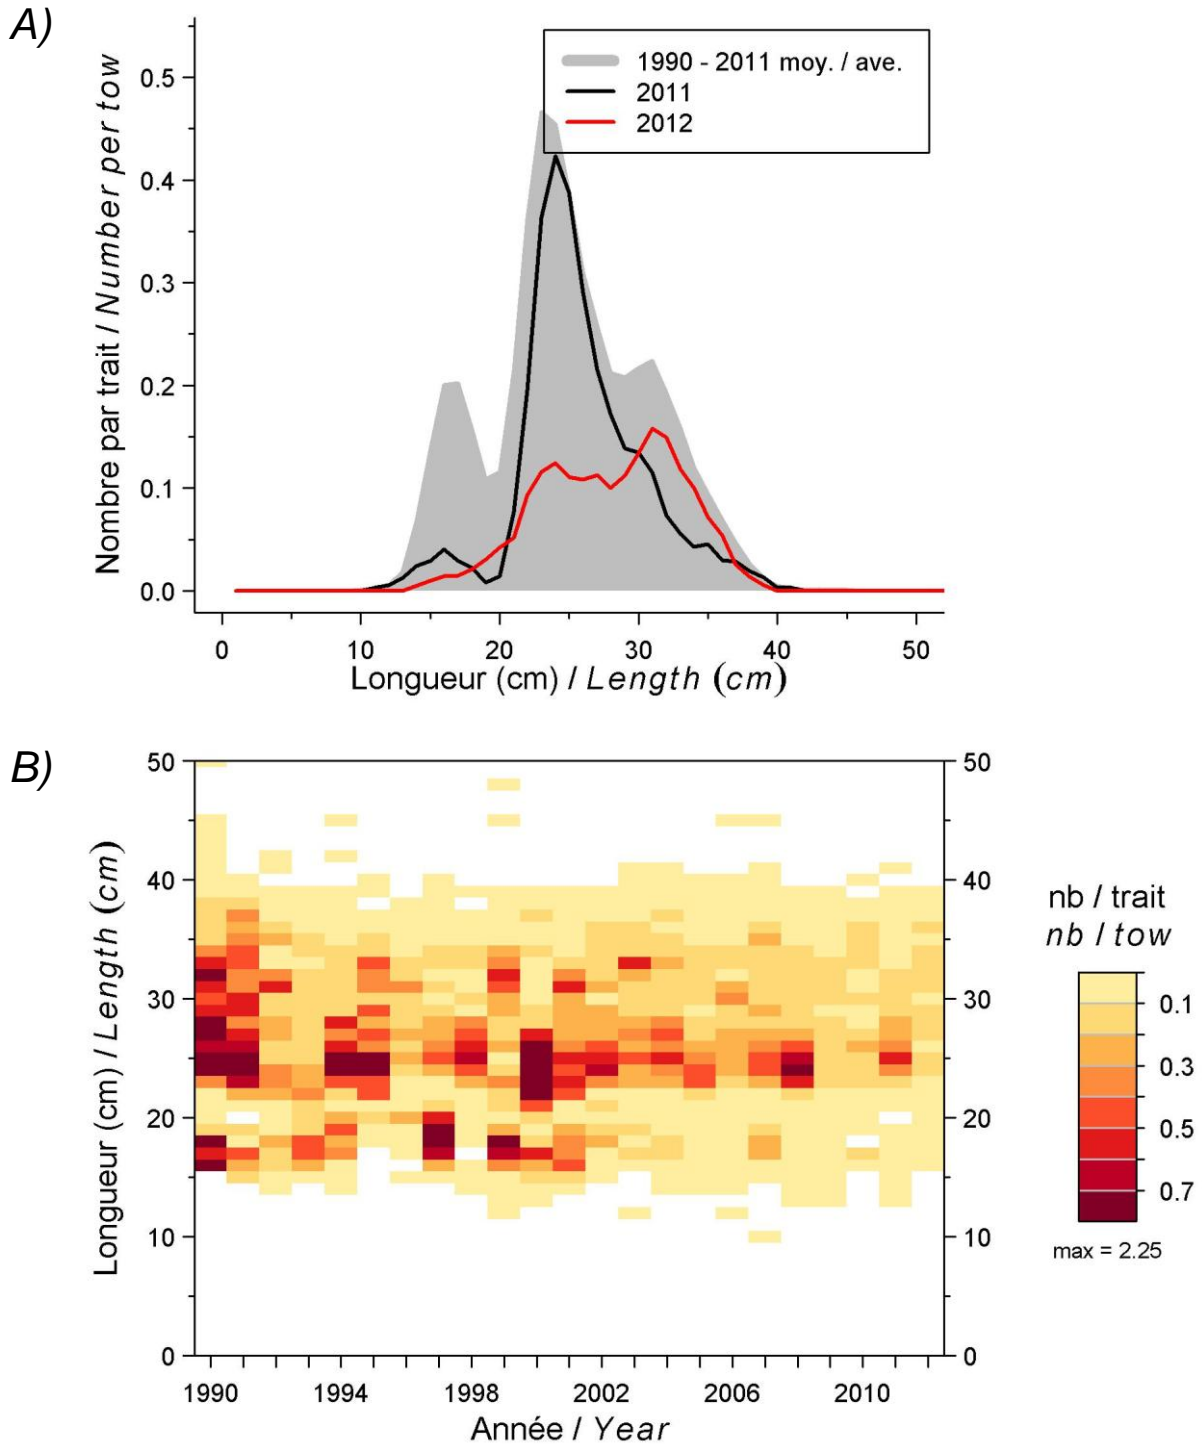 A)
Nombre par trait / Number per tow
0.5
0.4
0.3
0.2
0.1
0.0
1990 - 2011 moy. / ave.
2011
2012
0 10 20 30 40 50
Longueur (cm) / Length (cm)
B)
Longueur (cm) / Length (cm)
50
40
30
20
10
0
50
40
30
20
10
0
1990 1994 1998 2002 2006 2010
Année / Year
nb / trait
nb / tow
0.1
0.3
0.5
0.7
max = 2.25